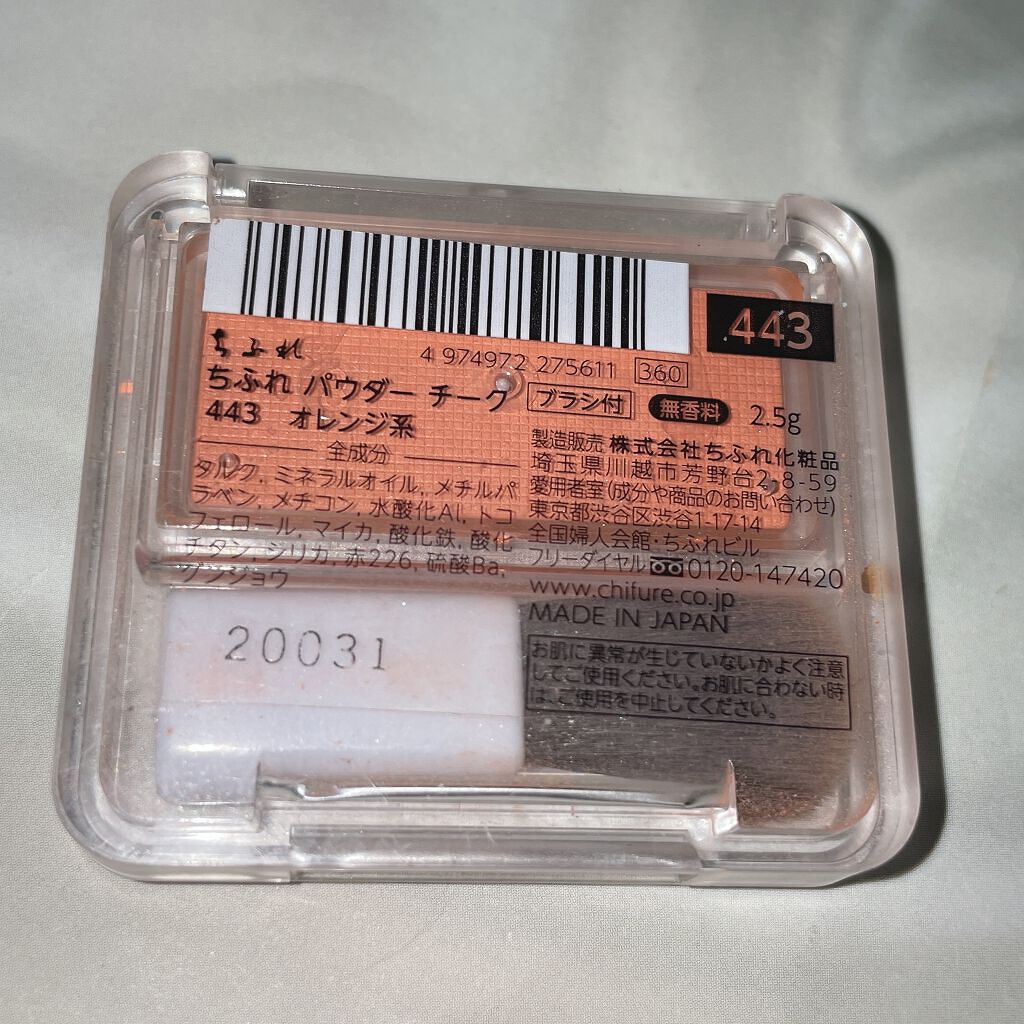 443
ちふれ
4 974972 275611 360
ちふれ パウダー チーク ブラシ付 無香料 2.5g
443 オレンジ系
全成分
タルク, ミネラルオイル, メチルパ
ラベン, メチコン, 水酸化Al, トコ
フェロール, マイカ, 酸化鉄, 酸化
チタン, シリカ, 赤226, 硫酸Ba,
グンジョウ
製造販売 株式会社ちふれ化粧品
埼玉県川越市芳野台2-8-59
愛用者室(成分や商品のお問い合わせ)
東京都渋谷区渋谷1-17-14
全国婦人会館・ちふれビル
フリーダイヤル 0120-147420
www.chifure.co.jp
MADE IN JAPAN
お肌に異常が生じていないかよく注意
してご使用ください。お肌に合わない時
は、ご使用を中止してください。
20031